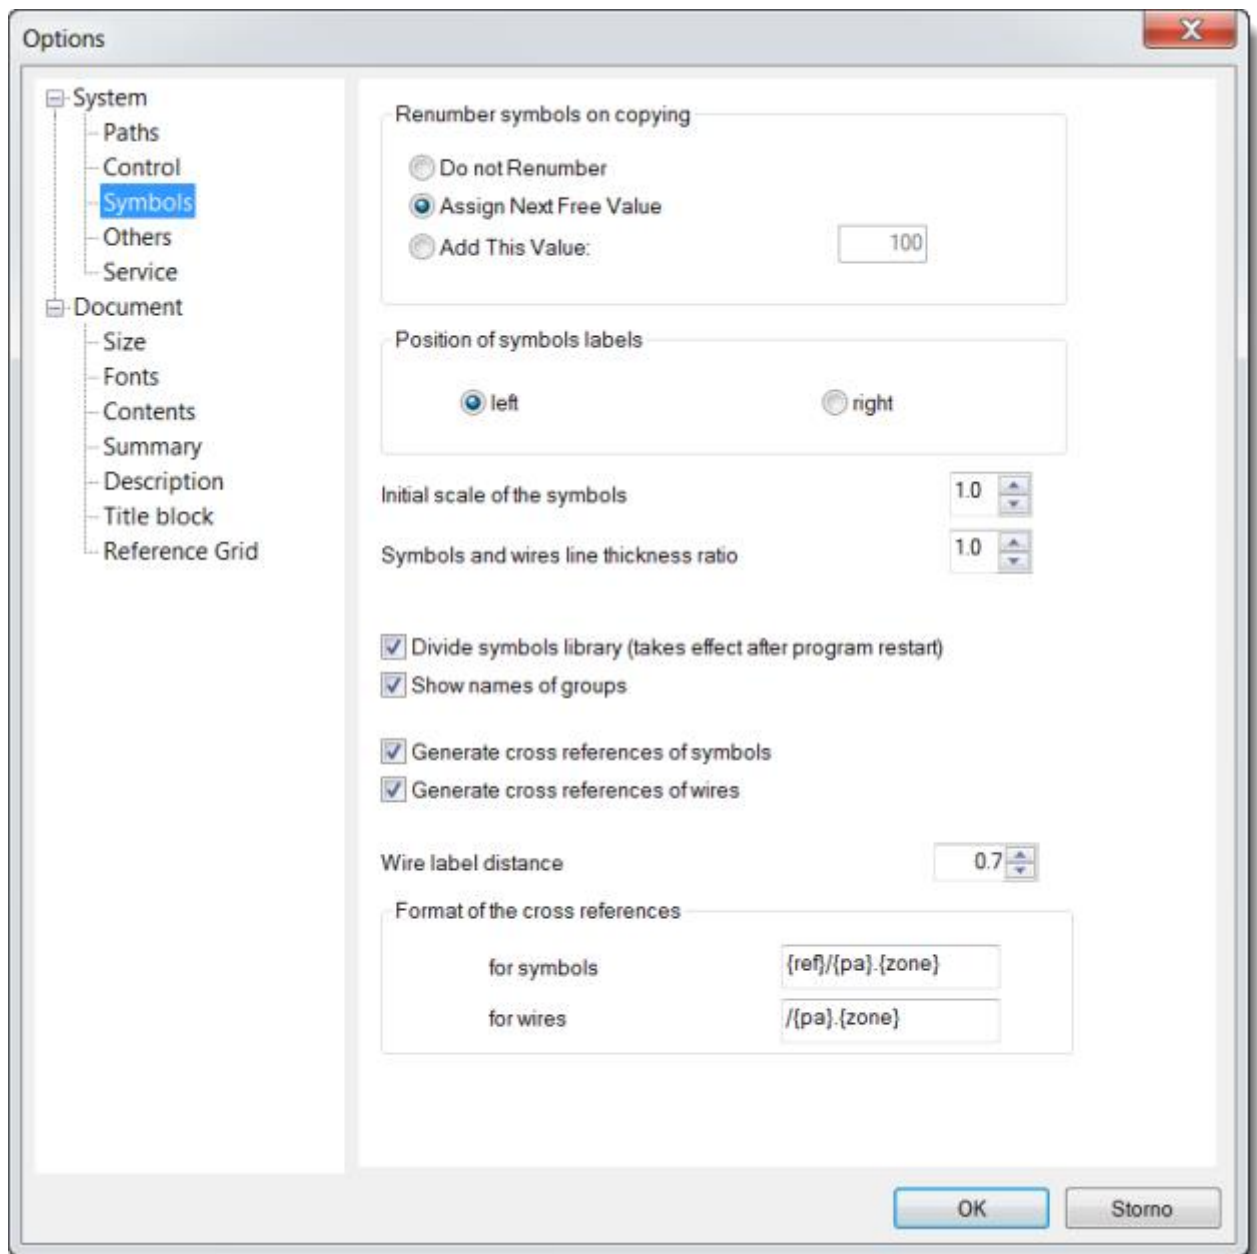 Options
System
Paths
Control
Symbols
Others
Service
Document
Size
Fonts
Contents
Summary
Description
Title block
Reference Grid
Renumber symbols on copying
Do not Renumber
Assign Next Free Value
Add This Value: 100
Position of symbols labels
left right
Initial scale of the symbols 1.0
Symbols and wires line thickness ratio 1.0
Divide symbols library (takes effect after program restart)
Show names of groups
Generate cross references of symbols
Generate cross references of wires
Wire label distance 0.7
Format of the cross references
for symbols {ref}/{pa}.{zone}
for wires /{pa}.{zone}
OK Storno